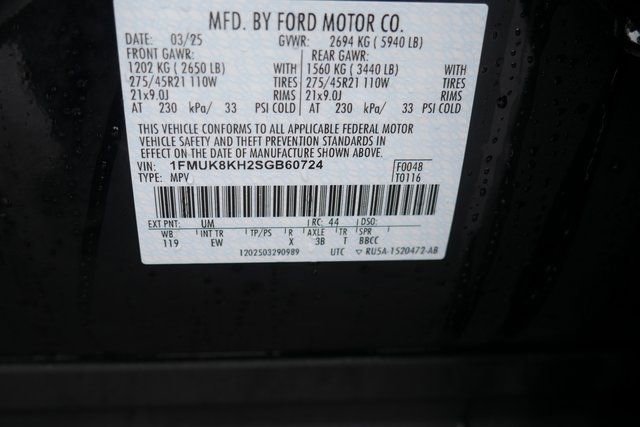 MFD. BY FORD MOTOR CO.
DATE: 03/25 GVWR: 2694 KG ( 5940 LB)
FRONT GAWR: REAR GAWR:
1202 KG ( 2650 LB) WITH 1560 KG ( 3440 LB) WITH
275/45R21 110W TIRES 275/45R21 110W TIRES
21x9.0J RIMS 21x9.0J RIMS
AT 230 kPa/ 33 PSI COLD AT 230 kPa/ 33 PSI COLD
THIS VEHICLE CONFORMS TO ALL APPLICABLE FEDERAL MOTOR
VEHICLE SAFETY AND THEFT PREVENTION STANDARDS IN
EFFECT ON THE DATE OF MANUFACTURE SHOWN ABOVE.
VIN: 1FMUK8KH2SGB60724 F0048
TYPE: MPV T0116
EXT PNT: UM RC: 44 DSO:
WB INT TR TP/PS R AXLE TR SPR
119 EW X 3B T BBCC
1202503290989 UTC ▽ RU5A-1520472-AB